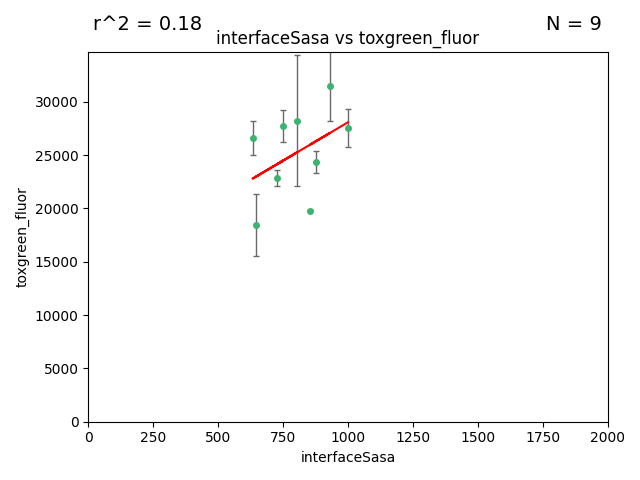 r^2 = 0.18
N = 9
interfaceSasa vs toxgreen_fluor
30000
25000
20000
15000
10000
5000
0
toxgreen_fluor
0 250 500 750 1000 1250 1500 1750 2000
interfaceSasa